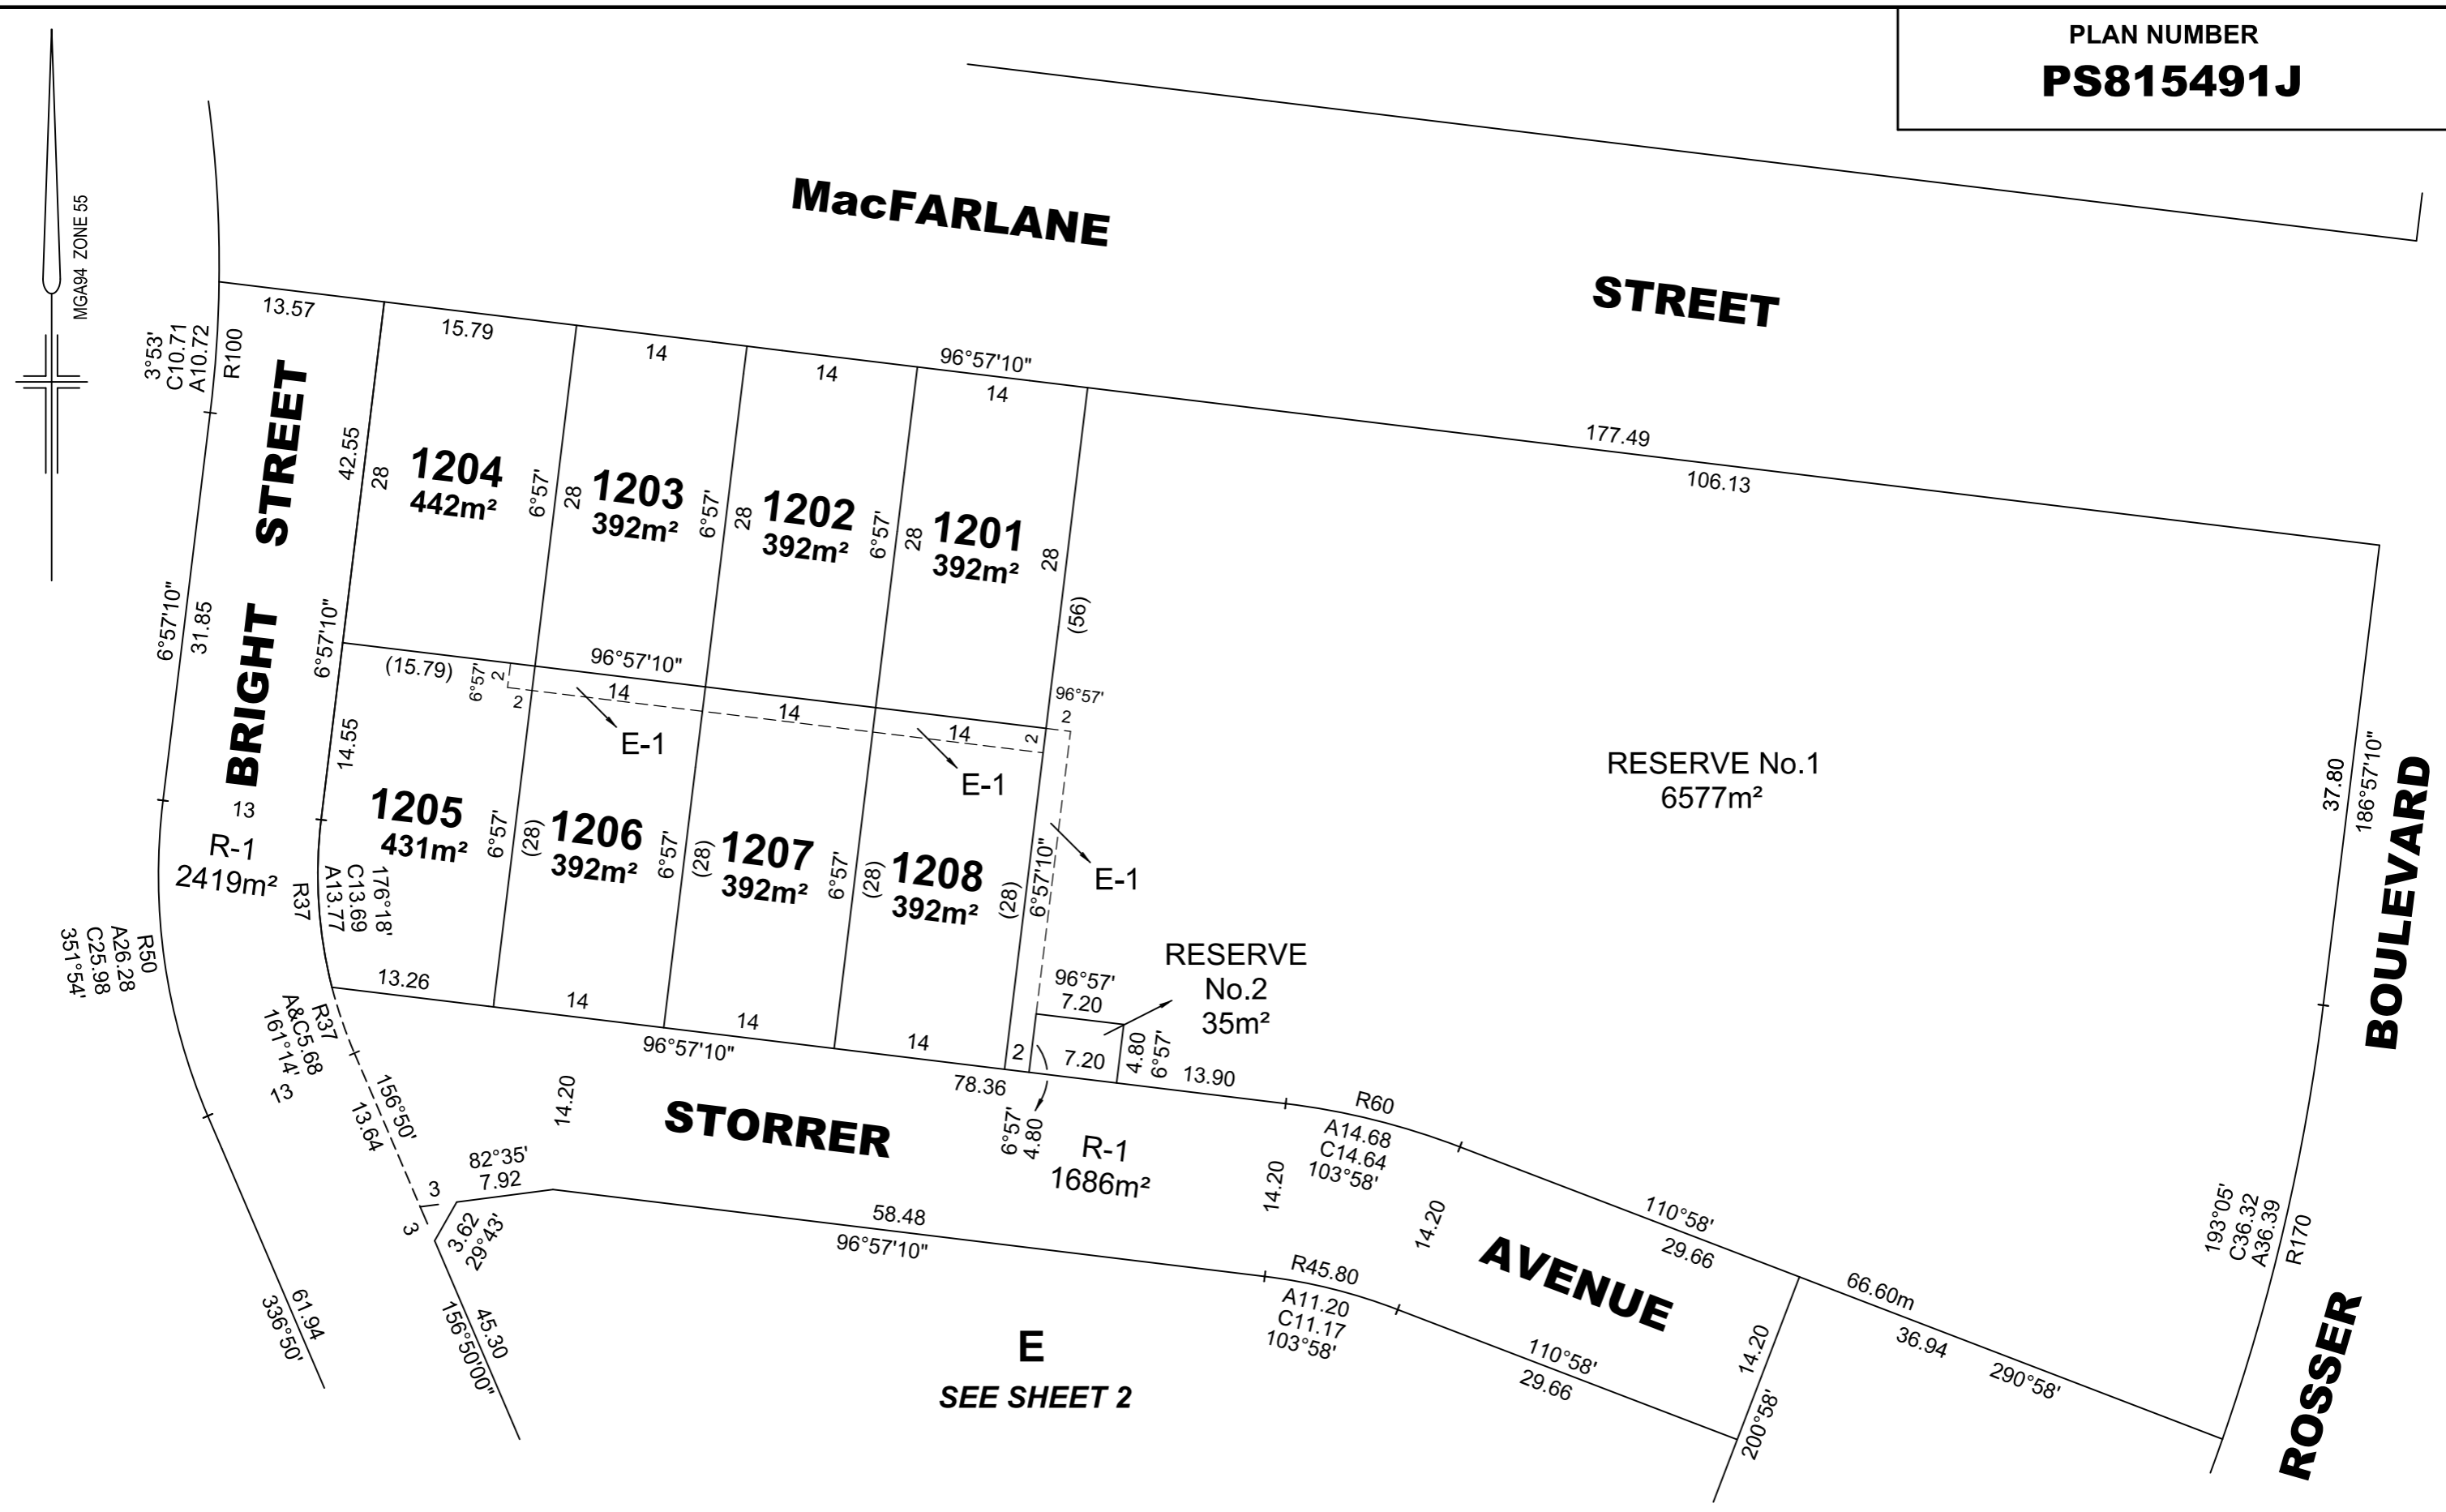 PLAN NUMBER
PS815491J
MGA94 ZONE 55
MacFARLANE
STREET
13.57
15.79
14
14
96°57'10"
14
177.49
106.13
3°53'
C10.71
A10.72
R100
BRIGHT STREET
42.55
28
1204
442m²
6°57'
28
1203
392m²
6°57'
28
1202
392m²
6°57'
28
1201
392m²
28
(56)
6°57'10"
31.85
6°57'10"
(15.79)
6°57'
2
2
96°57'10"
14
14
14
2
96°57'
2
E-1
E-1
E-1
14.55
13
R-1
2419m²
1205
431m²
6°57'
(28)
1206
392m²
6°57'
(28)
1207
392m²
6°57'
(28)
1208
392m²
(28)
6°57'10"
RESERVE No.1
6577m²
37.80
186°57'10"
ROSSER BOULEVARD
R37
176°18'
C13.69
A13.77
R50
A26.28
C25.98
351°54'
13.26
14
14
14
96°57'10"
78.36
2
96°57'
7.20
7.20
RESERVE
No.2
35m²
4.80
6°57'
13.90
6°57'
4.80
R37
A&C5.68
161°14'
13
156°50'
13.64
14.20
STORRER
R-1
1686m²
R60
A14.68
C14.64
103°58'
14.20
14.20
82°35'
7.92
3
3
3.62
29°43'
58.48
96°57'10"
R45.80
A11.20
C11.17
103°58'
AVENUE
110°58'
29.66
110°58'
29.66
66.60m
36.94
290°58'
14.20
200°58'
193°05'
C36.32
A36.39
R170
61.94
336°50'
45.30
156°50'00"
E
SEE SHEET 2